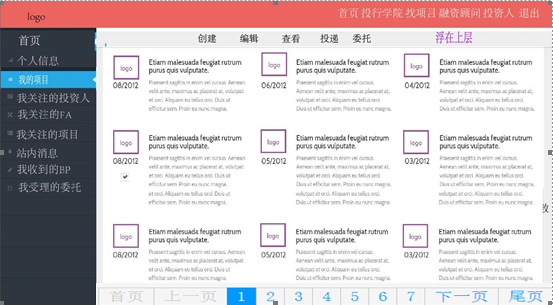 logo
首页 投行学院 找项目 融资顾问 投资人 退出
首页
个人信息
我的项目
我关注的投资人
我关注的FA
我关注的项目
站内消息
我收到的BP
我受理的委托
创建 编辑 查看 投递 委托 浮在上层
logo
08/2012
Etiam malesuada feugiat rutrum
purus quis vulputate.
Praesent sagittis in enim vel cursus. Aenean
velit ante, maximus ac placerat at, volutpat
et orci. Aliquam eu tellus orci. Duis ut
efficitur sem. Proin eu nunc magna.
logo
06/2012
Etiam malesuada feugiat rutrum
purus quis vulputate.
Praesent sagittis in enim vel cursus. Aenean
velit ante, maximus ac placerat at, volutpat
et orci. Aliquam eu tellus orci. Duis ut
efficitur sem. Proin eu nunc magna.
logo
04/2012
Etiam malesuada feugiat rutrum
purus quis vulputate.
Praesent sagittis in enim vel cursus. Aenean
velit ante, maximus ac placerat at, volutpat
et orci. Aliquam eu tellus orci. Duis ut
efficitur sem. Proin eu nunc magna.
logo
08/2012
Etiam malesuada feugiat rutrum
purus quis vulputate.
Praesent sagittis in enim vel cursus. Aenean
velit ante, maximus ac placerat at, volutpat
et orci. Aliquam eu tellus orci. Duis ut
efficitur sem. Proin eu nunc magna.
logo
05/2012
Etiam malesuada feugiat rutrum
purus quis vulputate.
Praesent sagittis in enim vel cursus. Aenean
velit ante, maximus ac placerat at, volutpat
et orci. Aliquam eu tellus orci. Duis ut
efficitur sem. Proin eu nunc magna.
logo
03/2012
Etiam malesuada feugiat rutrum
purus quis vulputate.
Praesent sagittis in enim vel cursus. Aenean
velit ante, maximus ac placerat at, volutpat
et orci. Aliquam eu tellus orci. Duis ut
efficitur sem. Proin eu nunc magna.
logo
08/2012
Etiam malesuada feugiat rutrum
purus quis vulputate.
Praesent sagittis in enim vel cursus. Aenean
velit ante, maximus ac placerat at, volutpat
et orci. Aliquam eu tellus orci. Duis ut
efficitur sem. Proin eu nunc magna.
logo
05/2012
Etiam malesuada feugiat rutrum
purus quis vulputate.
Praesent sagittis in enim vel cursus. Aenean
velit ante, maximus ac placerat at, volutpat
et orci. Aliquam eu tellus orci. Duis ut
efficitur sem. Proin eu nunc magna.
logo
03/2012
Etiam malesuada feugiat rutrum
purus quis vulputate.
Praesent sagittis in enim vel cursus. Aenean
velit ante, maximus ac placerat at, volutpat
et orci. Aliquam eu tellus orci. Duis ut
efficitur sem. Proin eu nunc magna.
首页 上一页 1 2 3 4 5 6 7 下一页 尾页